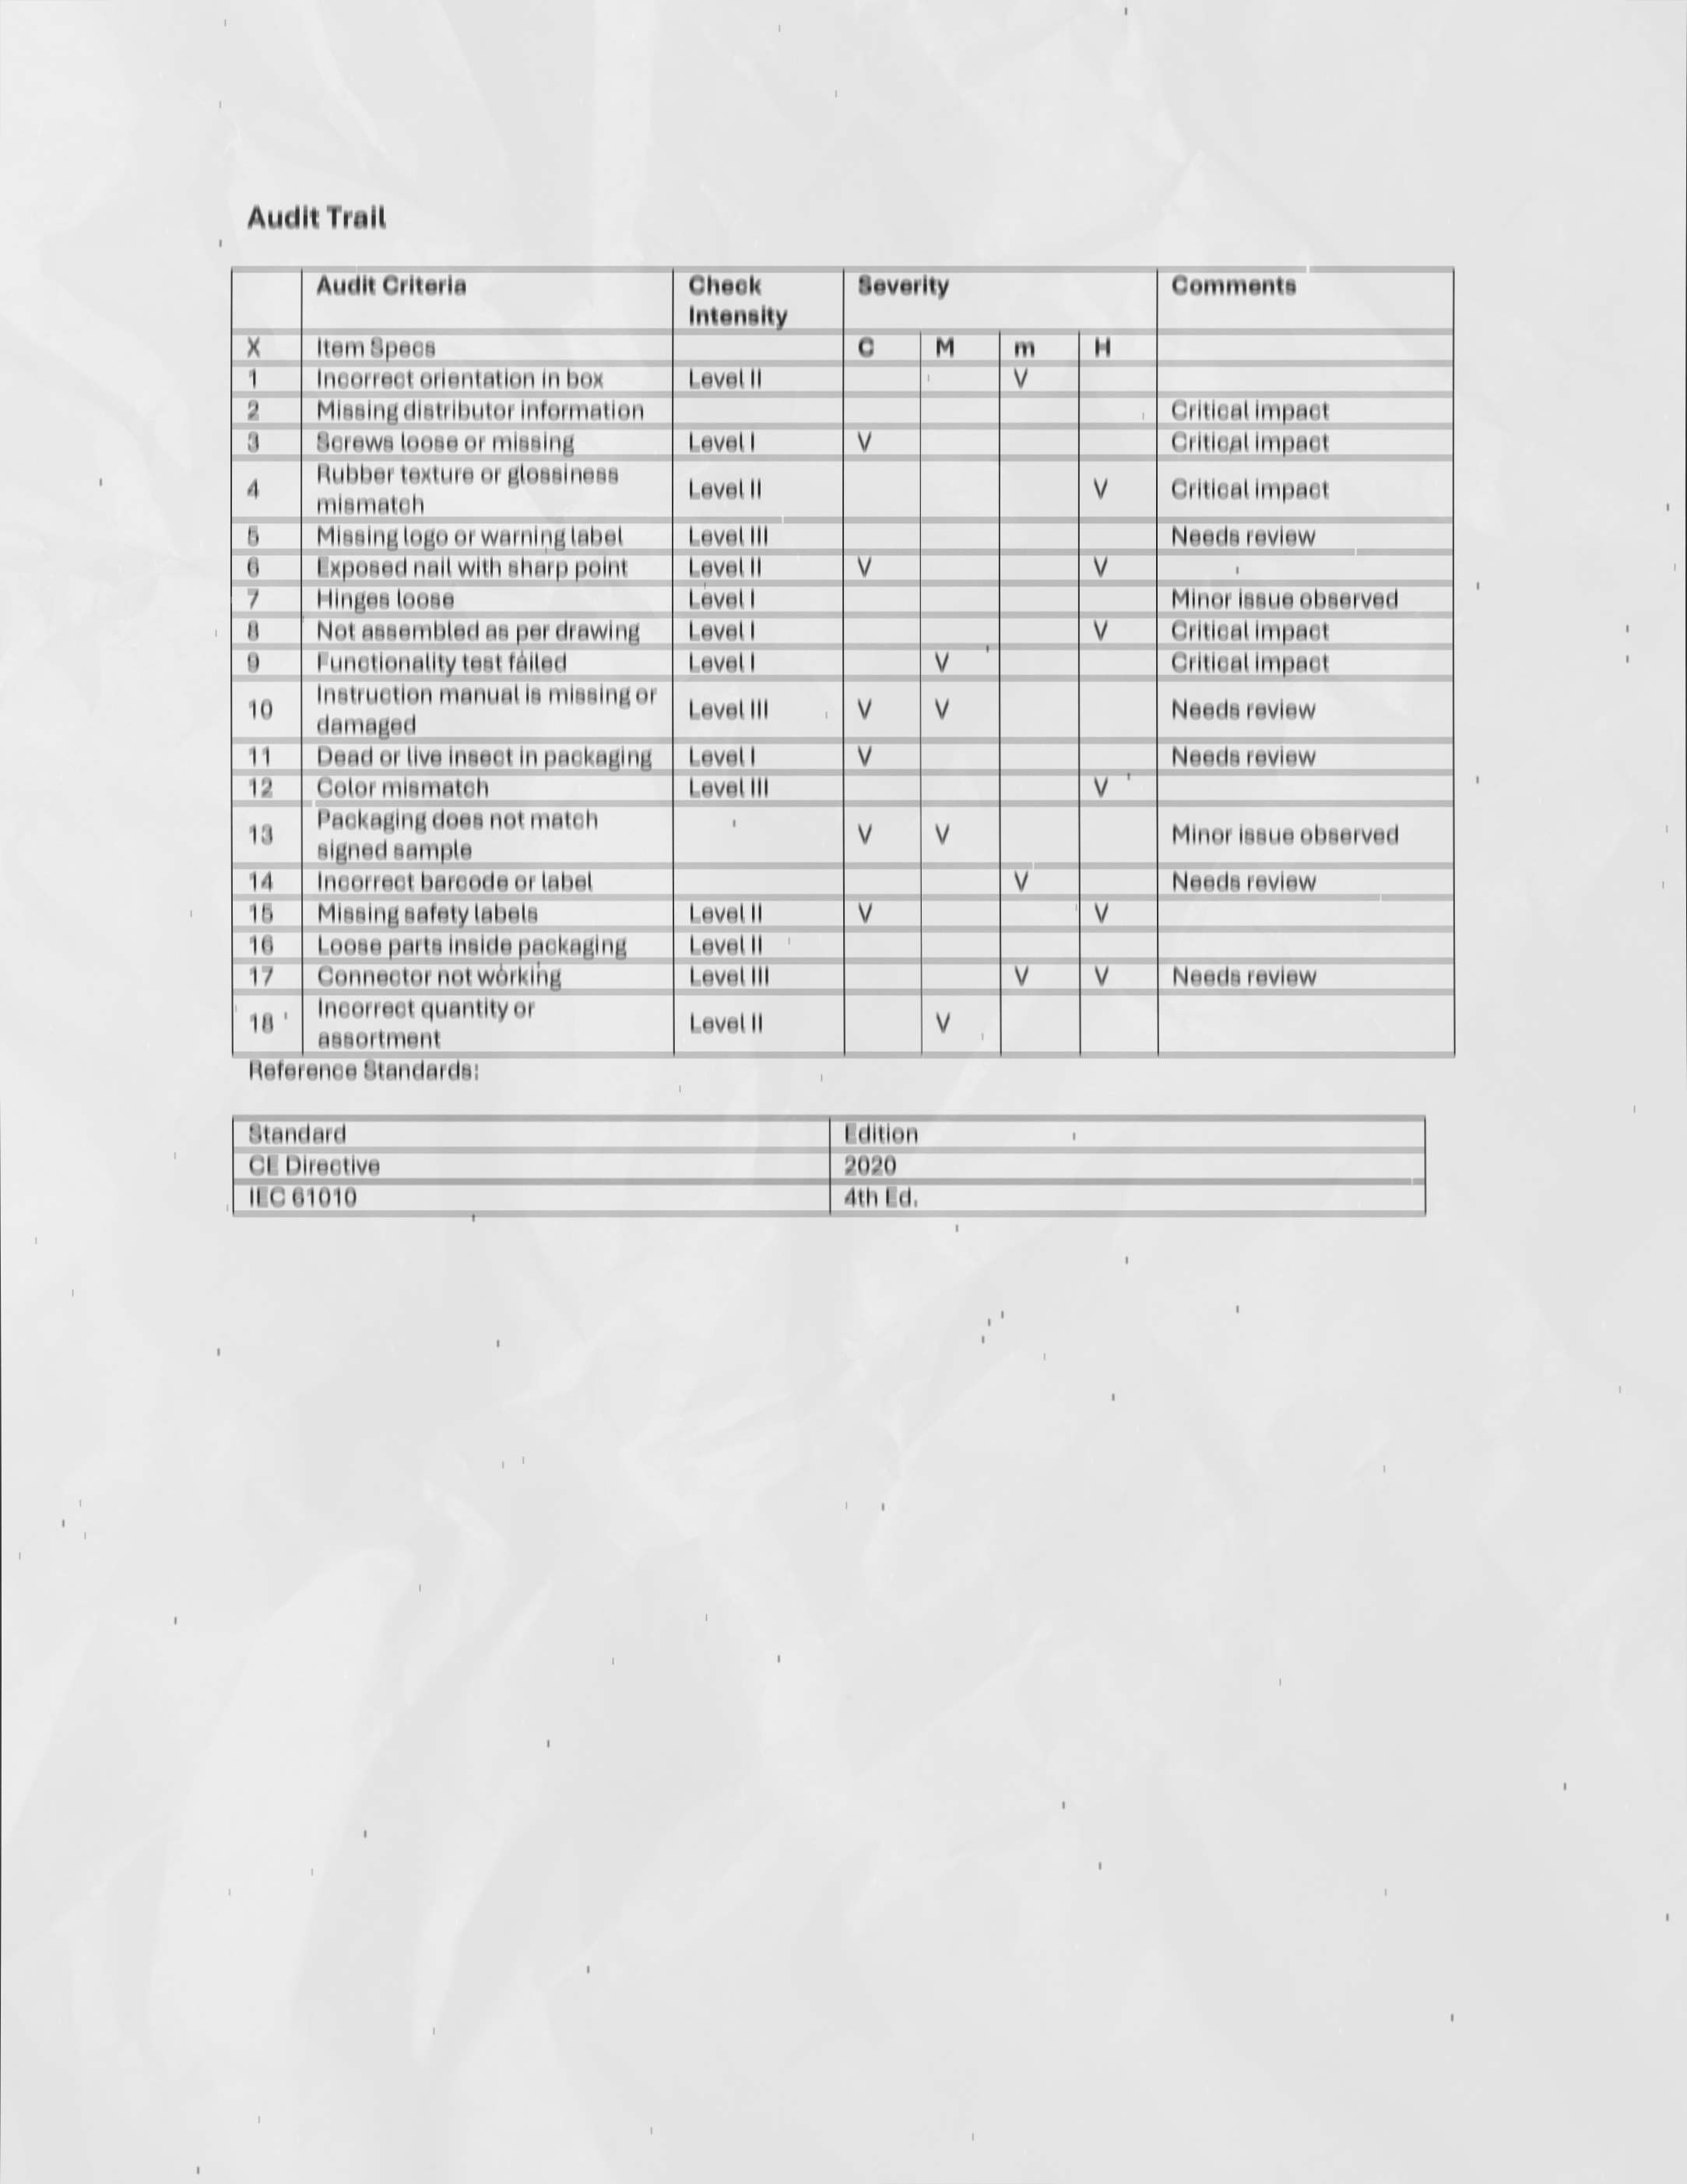 Audit Trail
Audit Criteria Check Intensity Severity Comments
X Item Specs C M m H
1 Incorrect orientation in box Level II V
2 Missing distributor information Critical impact
3 Screws loose or missing Level I V Critical impact
4 Rubber texture or glossiness mismatch Level II V Critical impact
5 Missing logo or warning label Level III Needs review
6 Exposed nail with sharp point Level II V V
7 Hinges loose Level I Minor issue observed
8 Not assembled as per drawing Level I V Critical impact
9 Functionality test failed Level I V Critical impact
10 Instruction manual is missing or damaged Level III V V Needs review
11 Dead or live insect in packaging Level I V Needs review
12 Color mismatch Level III V
13 Packaging does not match signed sample V V Minor issue observed
14 Incorrect barcode or label V Needs review
15 Missing safety labels Level II V V
16 Loose parts inside packaging Level II
17 Connector not working Level III V V Needs review
18 Incorrect quantity or assortment Level II V
Reference Standards:
Standard Edition
CE Directive 2020
IEC 61010 4th Ed.